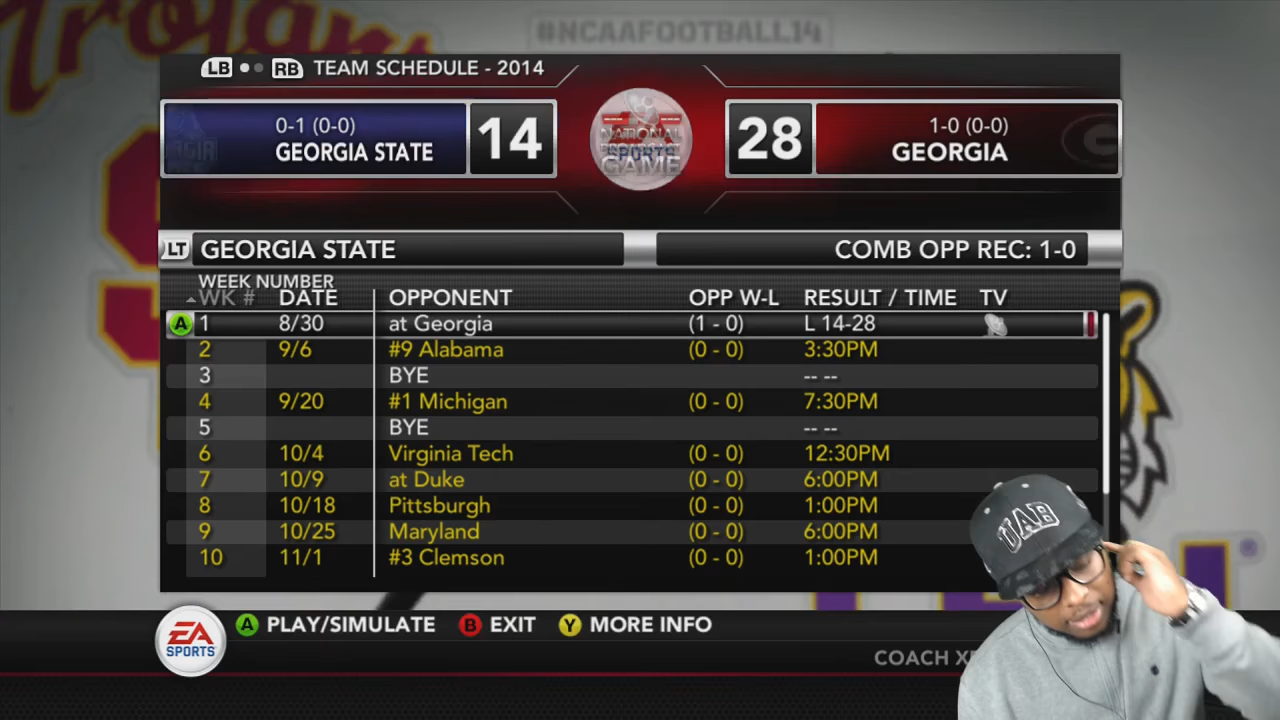 Trojans
#NCAAFOOTBALL14
LB RB TEAM SCHEDULE - 2014
0-1 (0-0)
GEORGIA STATE
14
NATIONAL
SPORTS
GAME
28
1-0 (0-0)
GEORGIA
LT GEORGIA STATE COMB OPP REC: 1-0
WEEK NUMBER
WK # DATE OPPONENT OPP W-L RESULT / TIME TV
A 1 8/30 at Georgia (1 - 0) L 14-28
2 9/6 #9 Alabama (0 - 0) 3:30PM
3 BYE -- --
4 9/20 #1 Michigan (0 - 0) 7:30PM
5 BYE -- --
6 10/4 Virginia Tech (0 - 0) 12:30PM
7 10/9 at Duke (0 - 0) 6:00PM
8 10/18 Pittsburgh (0 - 0) 1:00PM
9 10/25 Maryland (0 - 0) 6:00PM
10 11/1 #3 Clemson (0 - 0) 1:00PM
UAB
EA
SPORTS
A PLAY/SIMULATE B EXIT Y MORE INFO
COACH